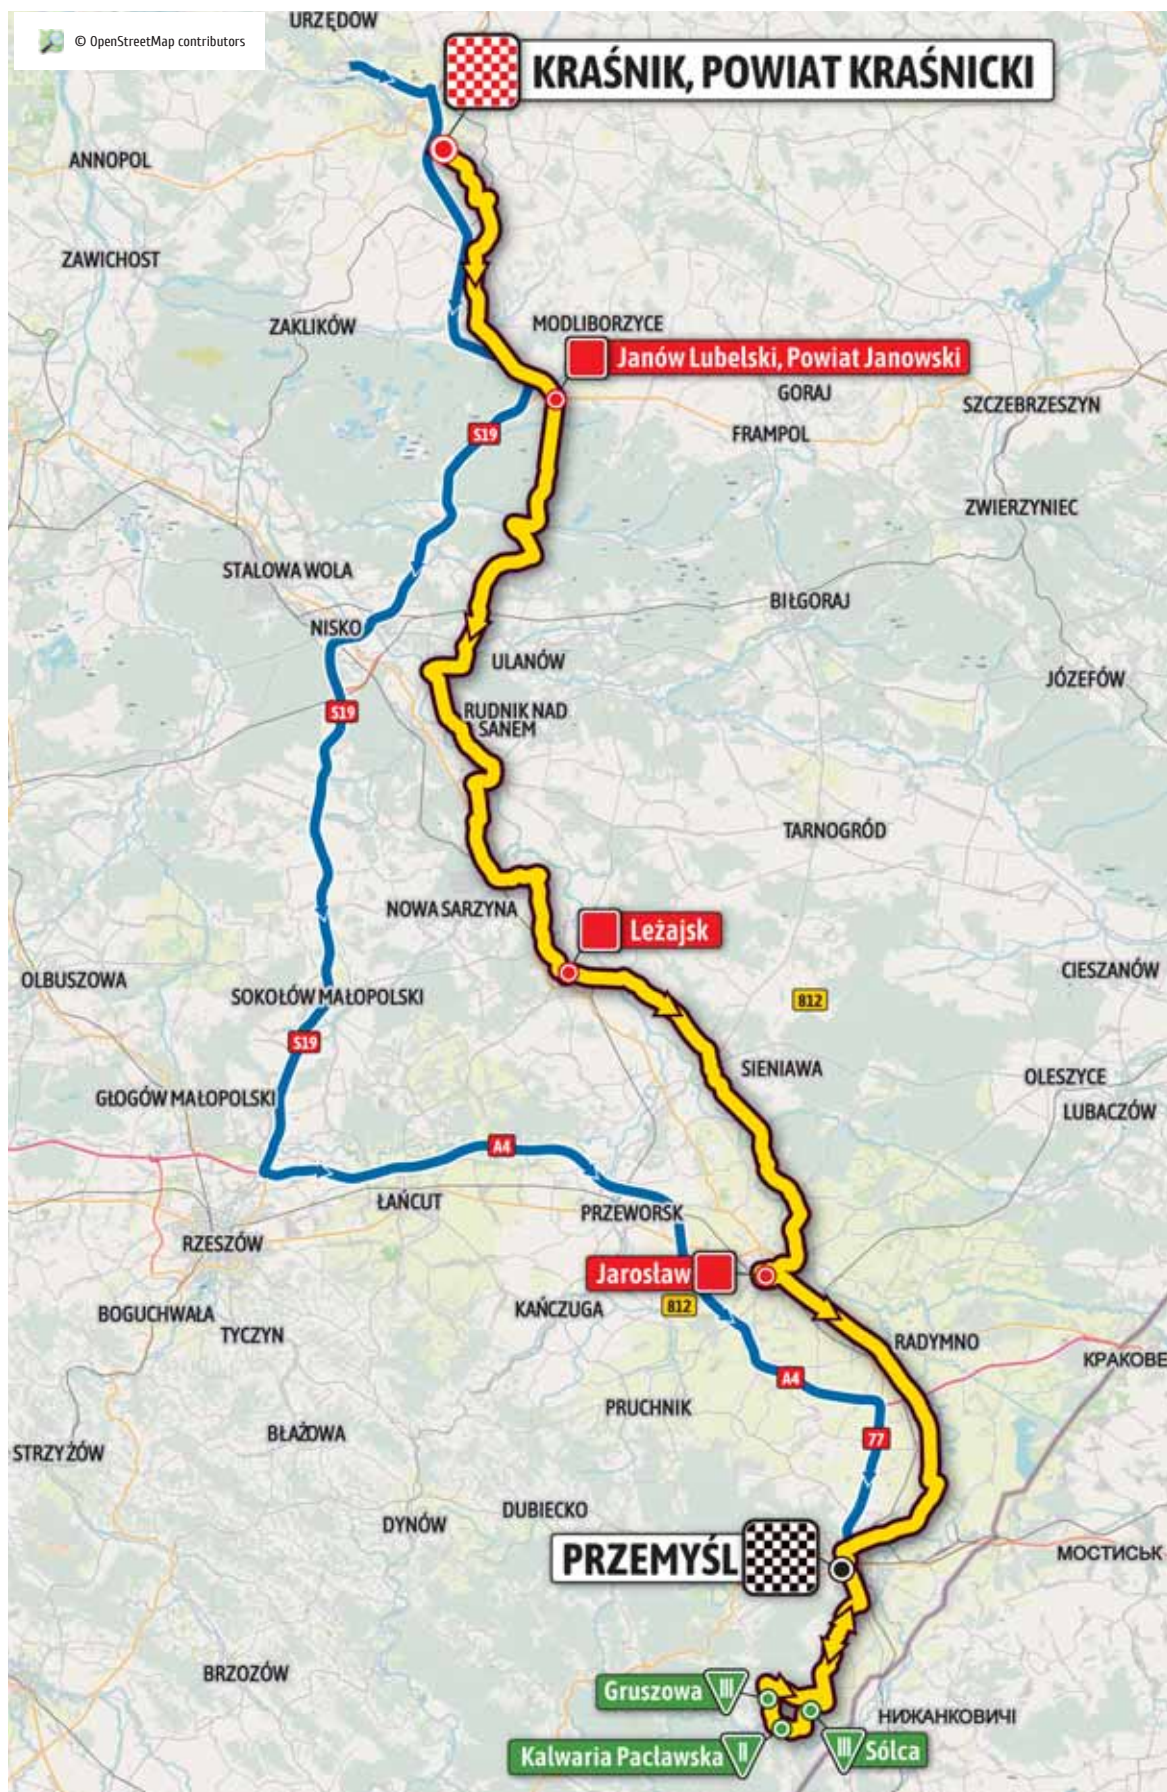 URZĘDÓW
© OpenStreetMap contributors
KRAŚNIK, POWIAT KRAŚNICKI
ANNOPOL
ZAWICHOST
ZAKLIKÓW
MODLIBORZYCE
Janów Lubelski, Powiat Janowski
GORAJ
SZCZEBRZESZYN
S19
FRAMPOL
ZWIERZYNIEC
STALOWA WOLA
BIŁGORAJ
NISKO
ULANÓW
JÓZEFÓW
S19
RUDNIK NAD
SANEM
TARNOGRÓD
NOWA SARZYNA
Leżajsk
OLBUSZOWA
CIESZANÓW
SOKOŁÓW MAŁOPOLSKI
812
S19
SIENIAWA
OLESZYCE
GŁOGÓW MAŁOPOLSKI
LUBACZÓW
A4
ŁAŃCUT
PRZEWORSK
RZESZÓW
Jarosław
812
KAŃCZUGA
BOGUCHWAŁA
TYCZYN
RADYMNO
КРАКОВЕ
A4
PRUCHNIK
BŁAŻOWA
77
STRZYŻÓW
DUBIECKO
DYNÓW
МОСТИСЬК
PRZEMYŚL
BRZOZÓW
Gruszowa III
НИЖАНКОВИЧІ
Kalwaria Pacławska II
III Sólca